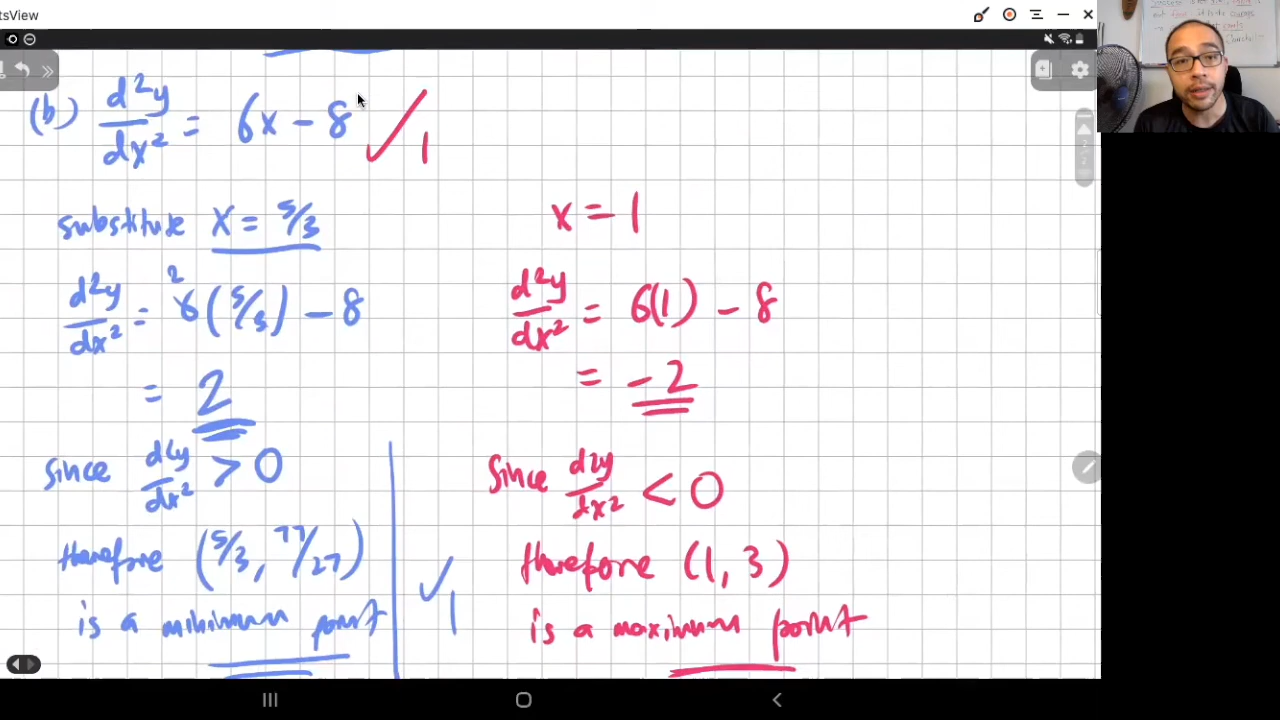 tsView
(b) d²y/dx² = 6x - 8 ✓1
substitute x = 5/3
d²y/dx² = 6(5/3) - 8
2
= 2
since d²y/dx² > 0
therefore (5/3, 77/27)
is a minimum point
✓1
x = 1
d²y/dx² = 6(1) - 8
= -2
Since d²y/dx² < 0
therefore (1, 3)
is a maximum point